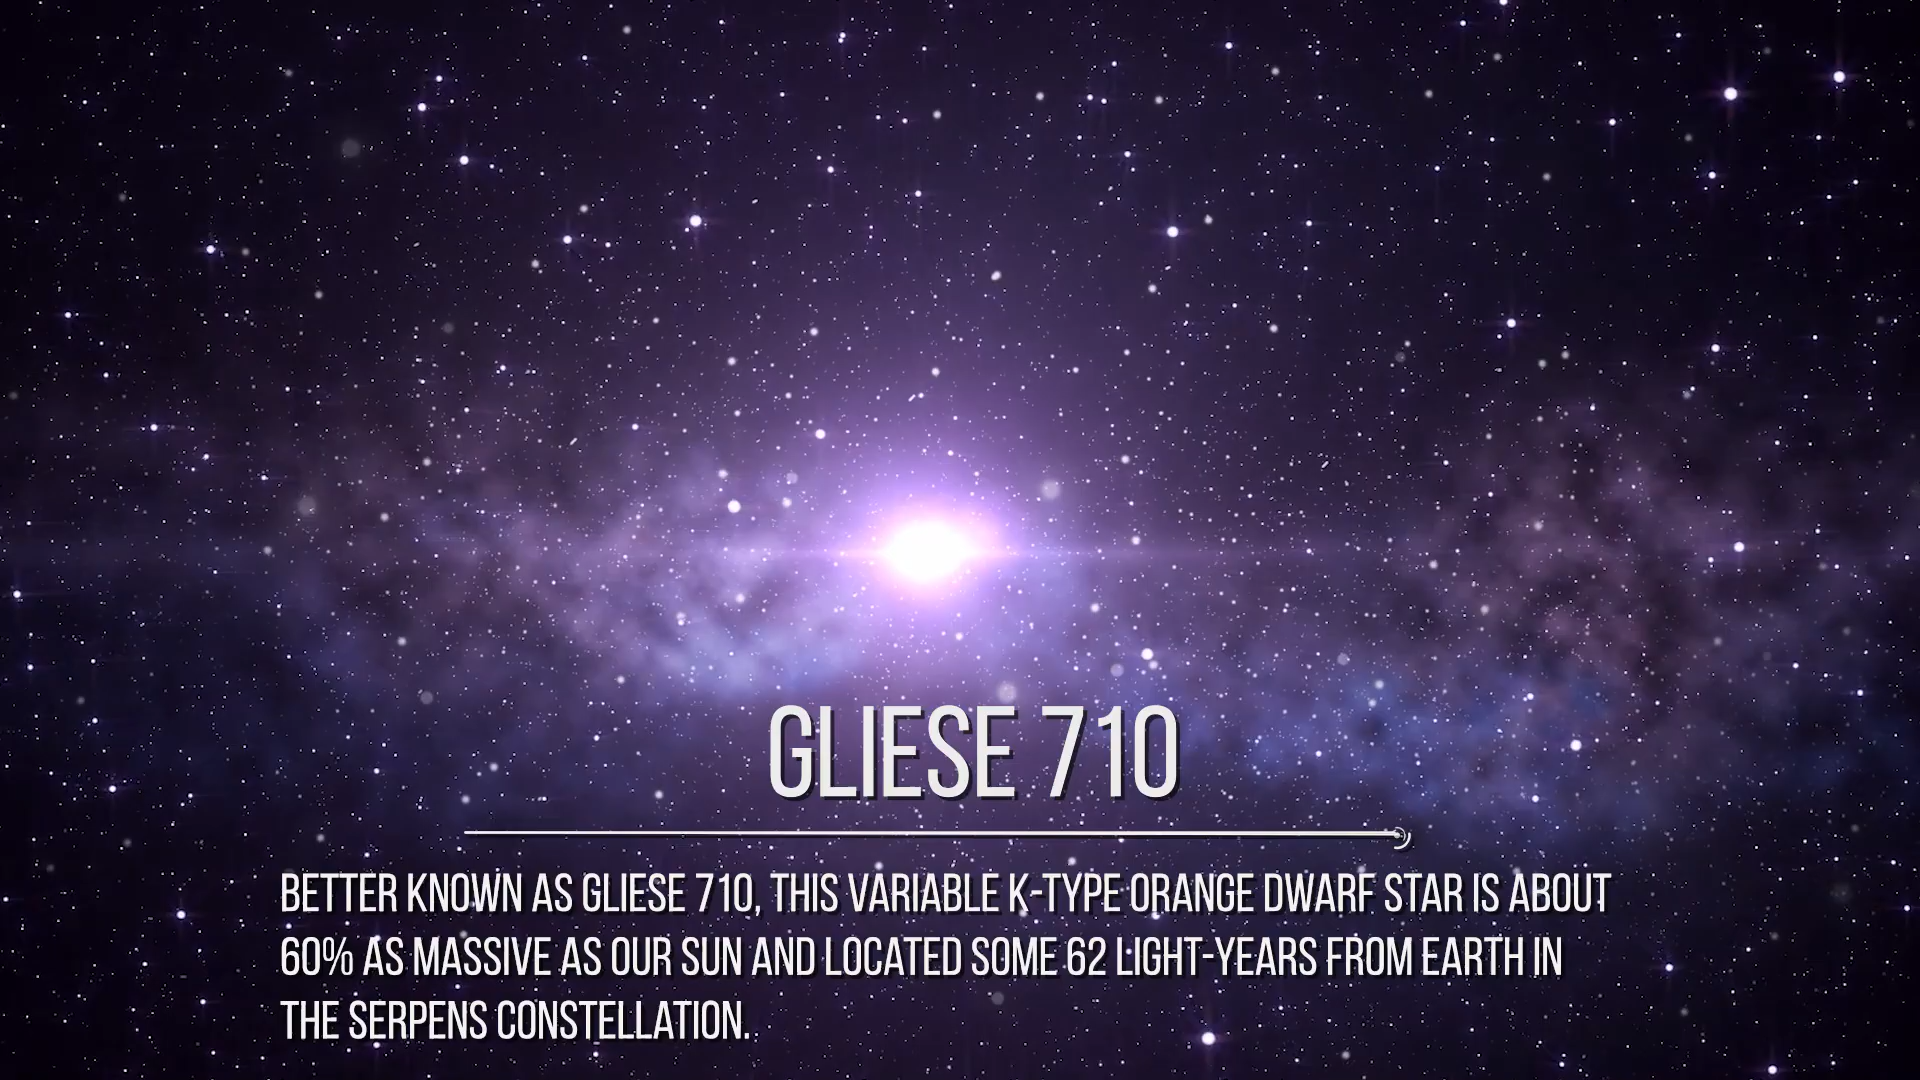 GLIESE 710
BETTER KNOWN AS GLIESE 710, THIS VARIABLE K-TYPE ORANGE DWARF STAR IS ABOUT
60% AS MASSIVE AS OUR SUN AND LOCATED SOME 62 LIGHT-YEARS FROM EARTH IN
THE SERPENS CONSTELLATION.